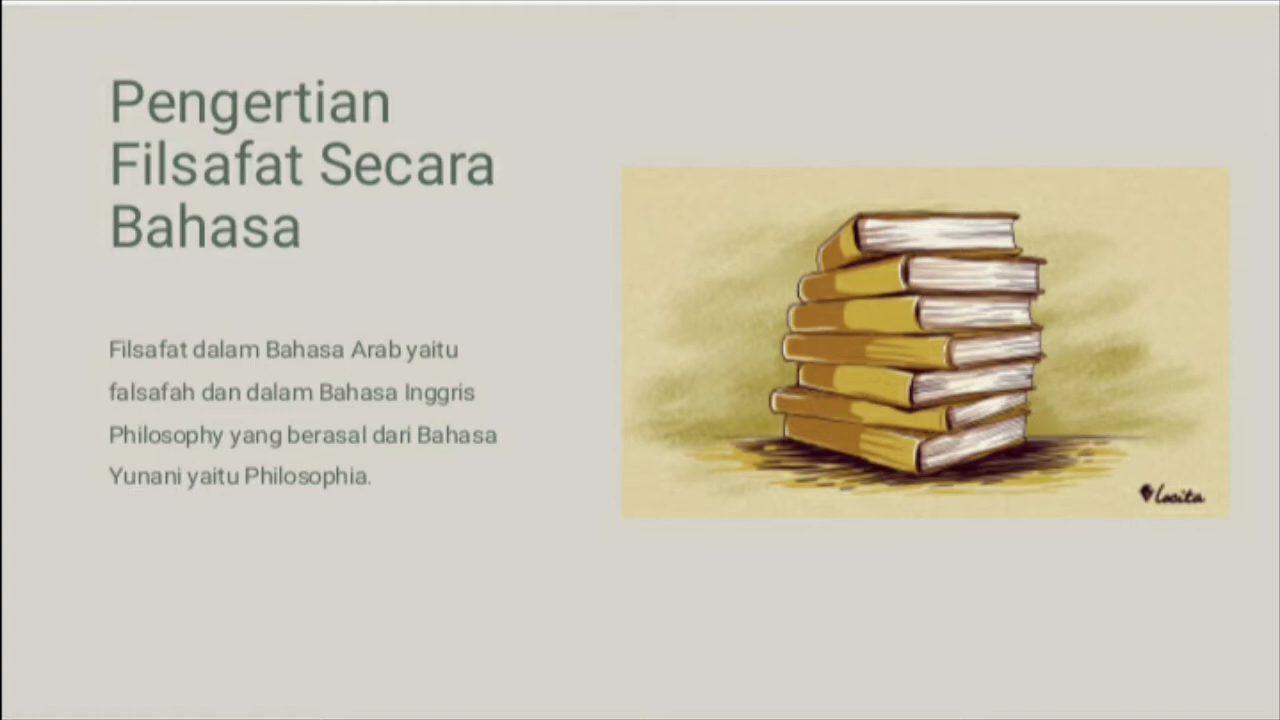 Pengertian
Filsafat Secara
Bahasa
Filsafat dalam Bahasa Arab yaitu
falsafah dan dalam Bahasa Inggris
Philosophy yang berasal dari Bahasa
Yunani yaitu Philosophia.